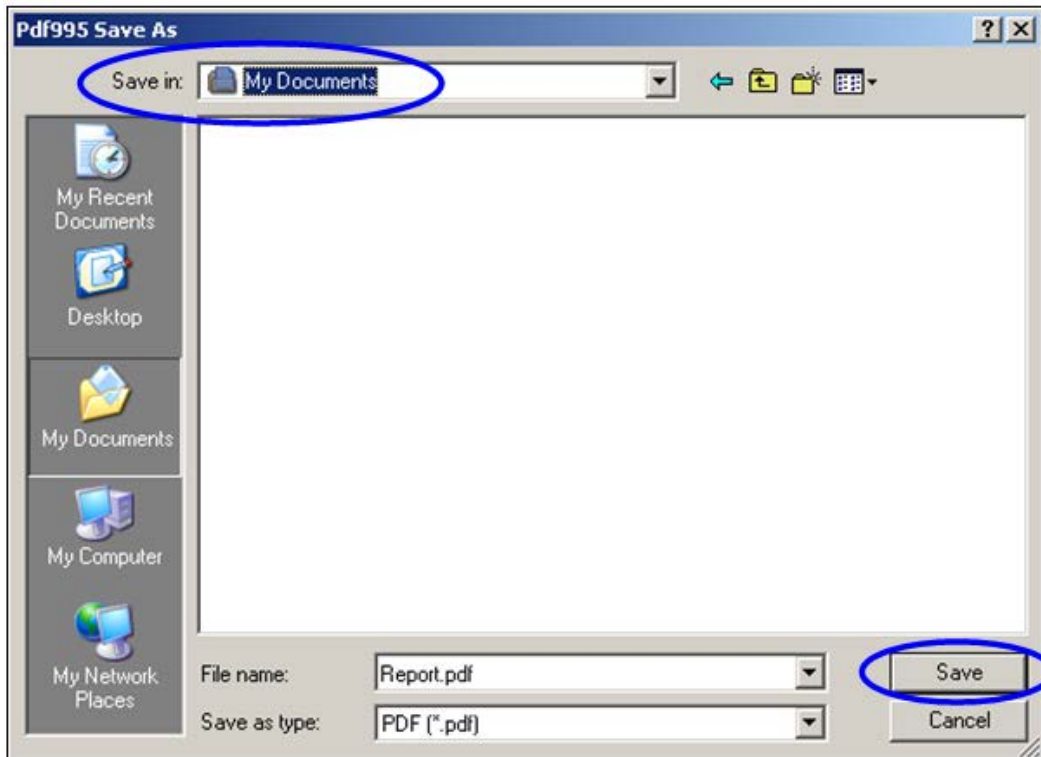 Pdf995 Save As
Save in: My Documents
My Recent
Documents
Desktop
My Documents
My Computer
My Network
Places
File name: Report.pdf Save
Save as type: PDF (*.pdf) Cancel